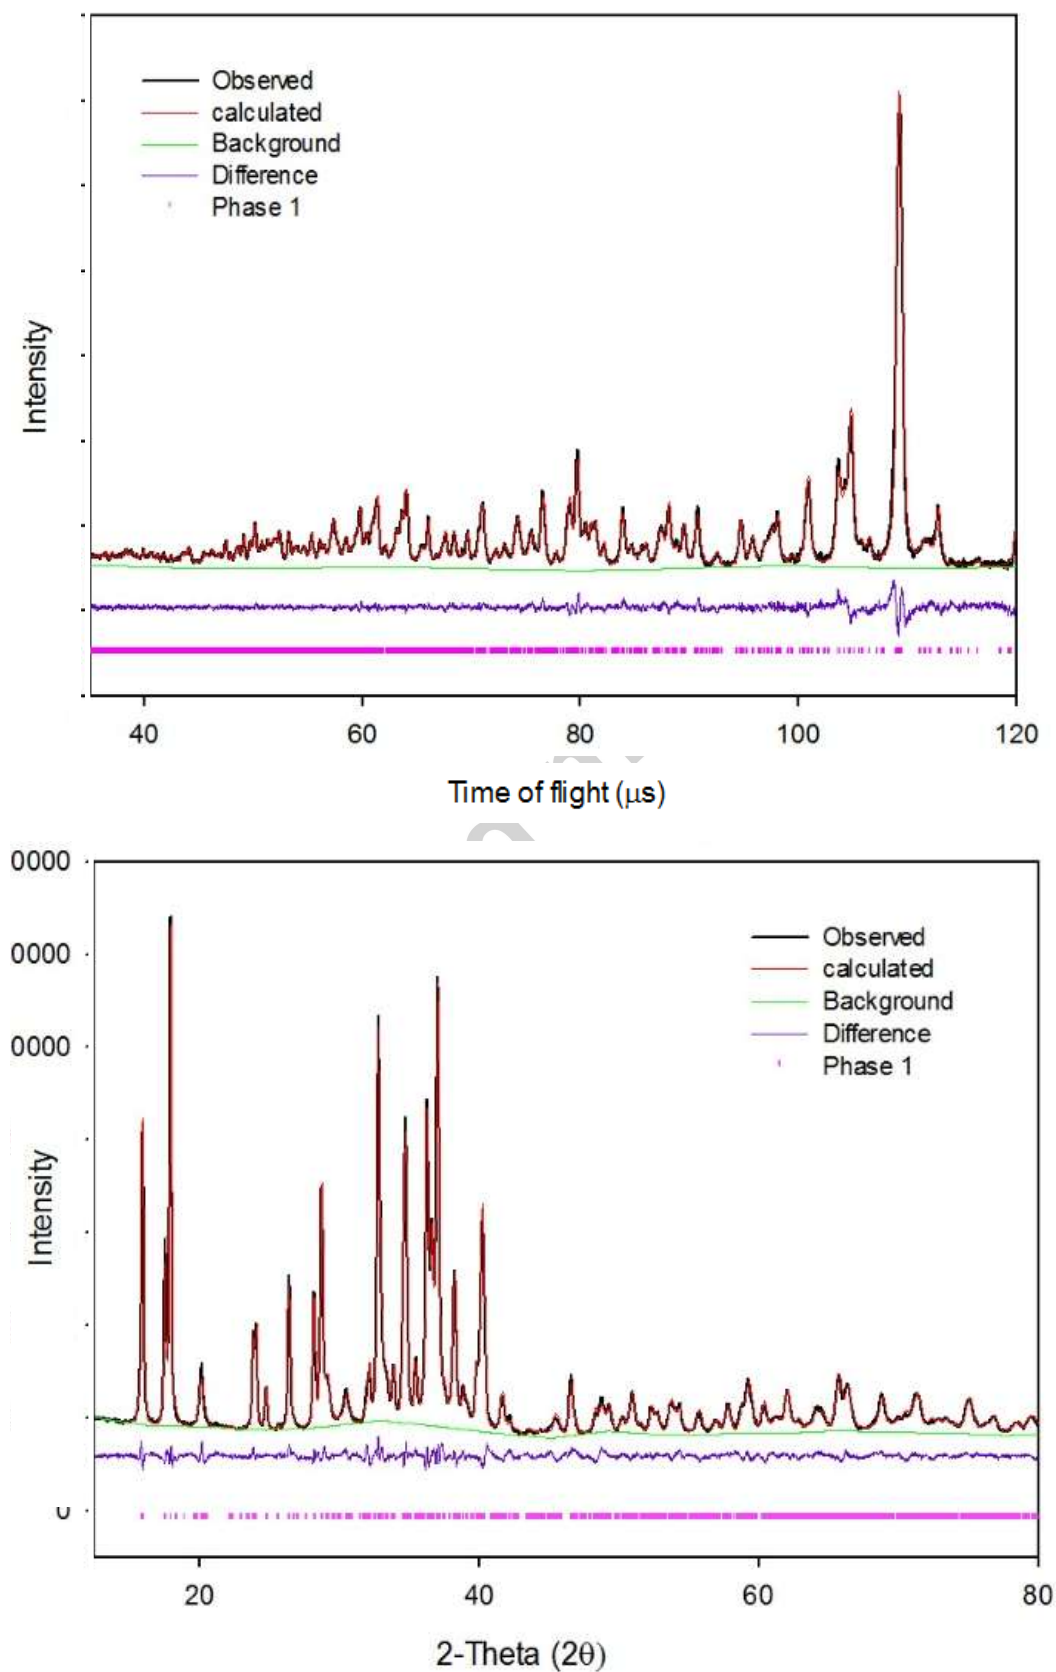 Observed
calculated
Background
Difference
Phase 1
Intensity
40 60 80 100 120
Time of flight (μs)
0000
0000
0000
Observed
calculated
Background
Difference
Phase 1
Intensity
20 40 60 80
2-Theta (2θ)